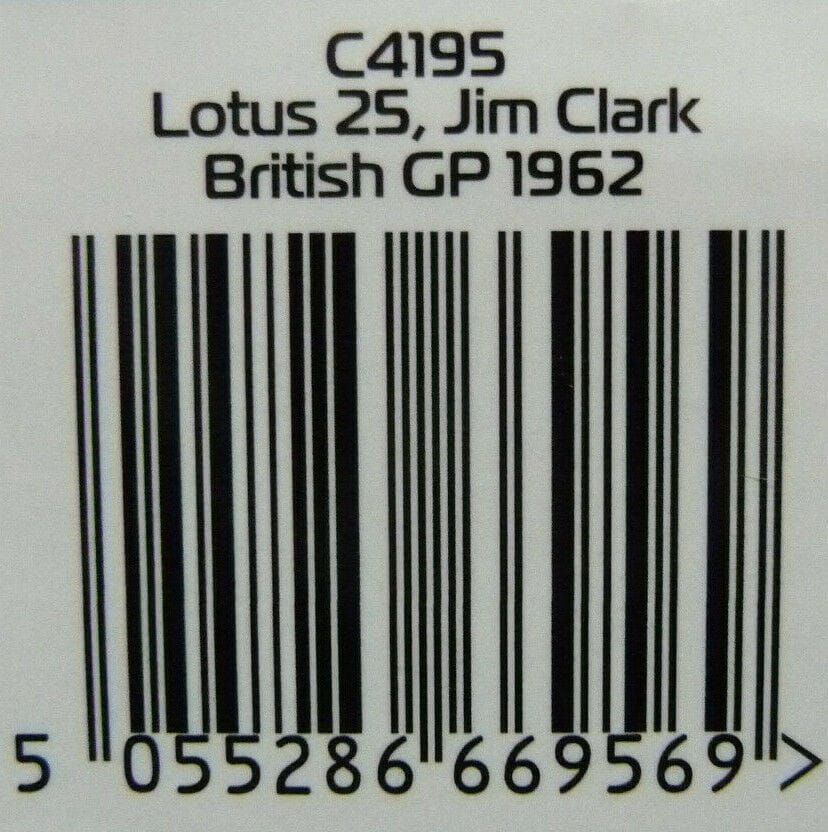 C4195
Lotus 25, Jim Clark
British GP 1962
5 055286 669569 >